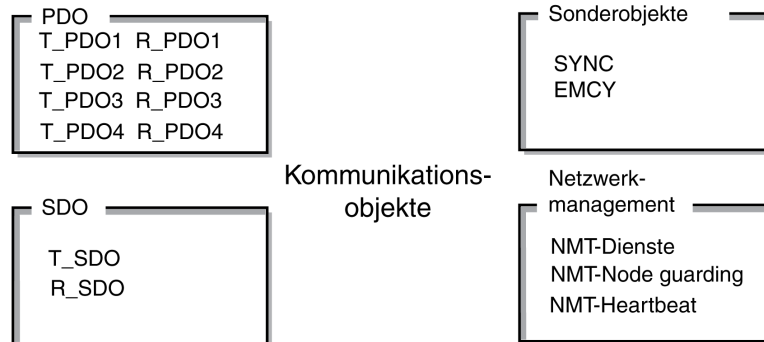 PDO
T_PDO1 R_PDO1
T_PDO2 R_PDO2
T_PDO3 R_PDO3
T_PDO4 R_PDO4
Sonderobjekte
SYNC
EMCY
Kommunikations-
objekte
SDO
T_SDO
R_SDO
Netzwerk-
management
NMT-Dienste
NMT-Node guarding
NMT-Heartbeat